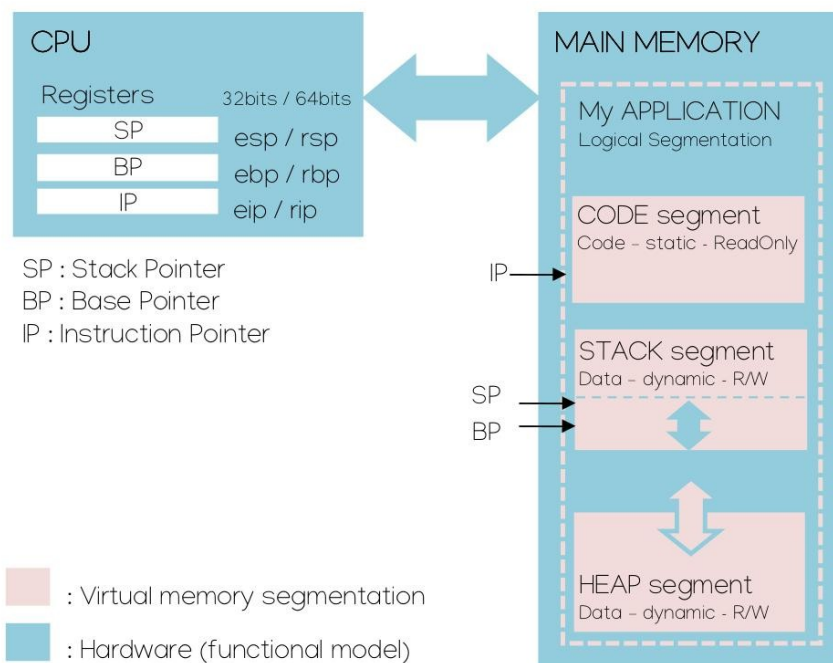 CPU
Registers 32bits / 64bits
SP esp / rsp
BP ebp / rbp
IP eip / rip
SP : Stack Pointer
BP : Base Pointer
IP : Instruction Pointer
MAIN MEMORY
My APPLICATION
Logical Segmentation
CODE segment
Code – static - ReadOnly
IP
STACK segment
Data – dynamic - R/W
SP
BP
HEAP segment
Data – dynamic - R/W
: Virtual memory segmentation
: Hardware (functional model)